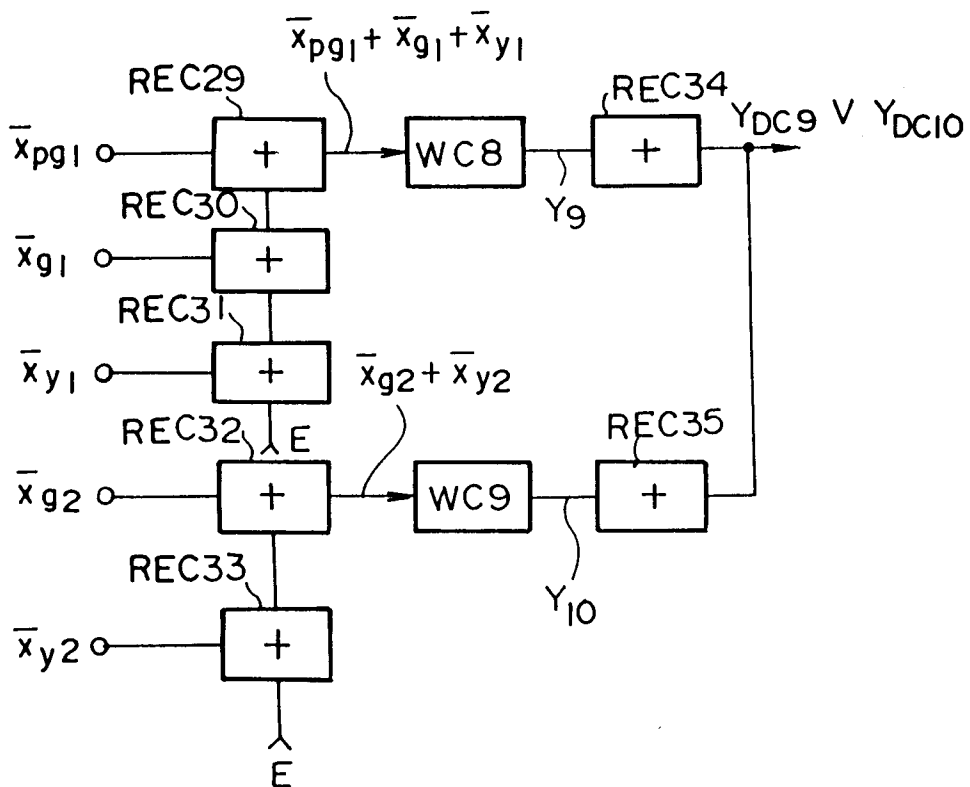 x̄pg1 + x̄g1 + x̄y1
REC29
REC34
YDC9 V YDC10
x̄pg1
+
WC8
+
Y9
REC30
x̄g1
+
REC31
x̄y1
+
x̄g2 + x̄y2
E
REC32
REC35
x̄g2
+
WC9
+
Y10
REC33
x̄y2
+
E